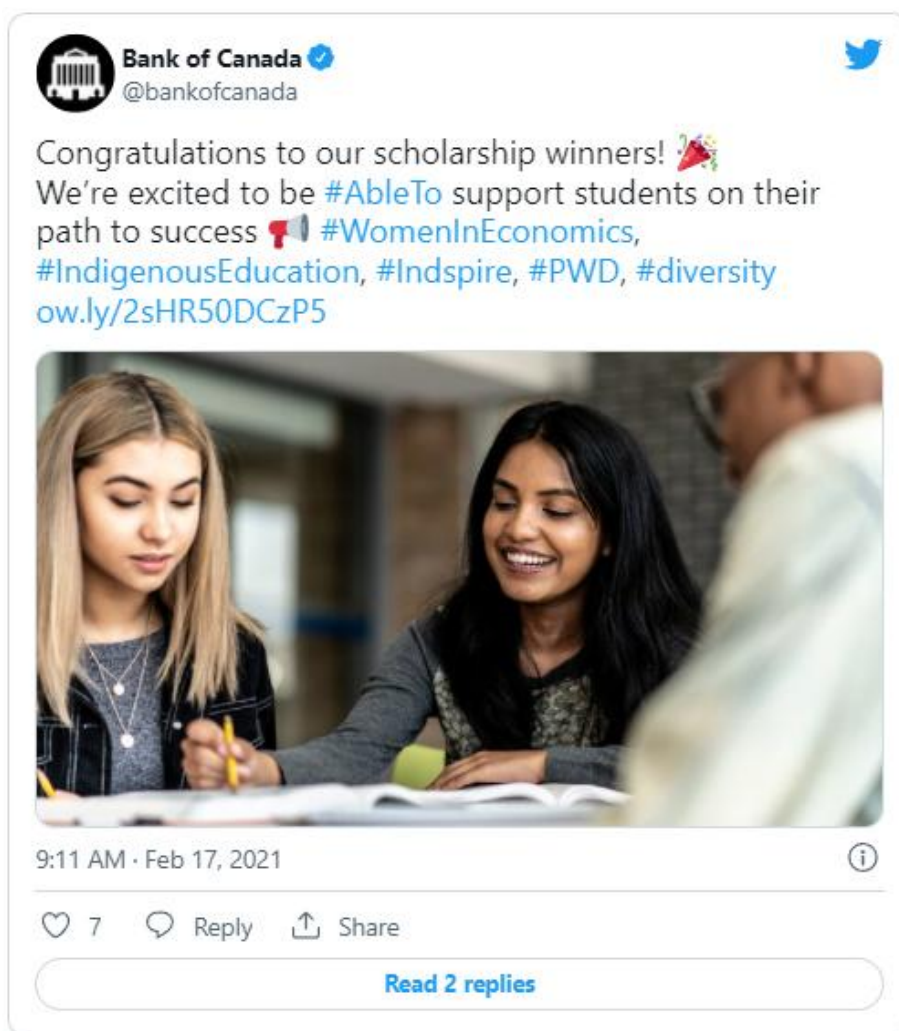 Bank of Canada
@bankofcanada
Congratulations to our scholarship winners! 🎉
We're excited to be #AbleTo support students on their
path to success 📢 #WomenInEconomics,
#IndigenousEducation, #Indspire, #PWD, #diversity
ow.ly/2sHR50DCzP5
9:11 AM · Feb 17, 2021
7 Reply Share
Read 2 replies